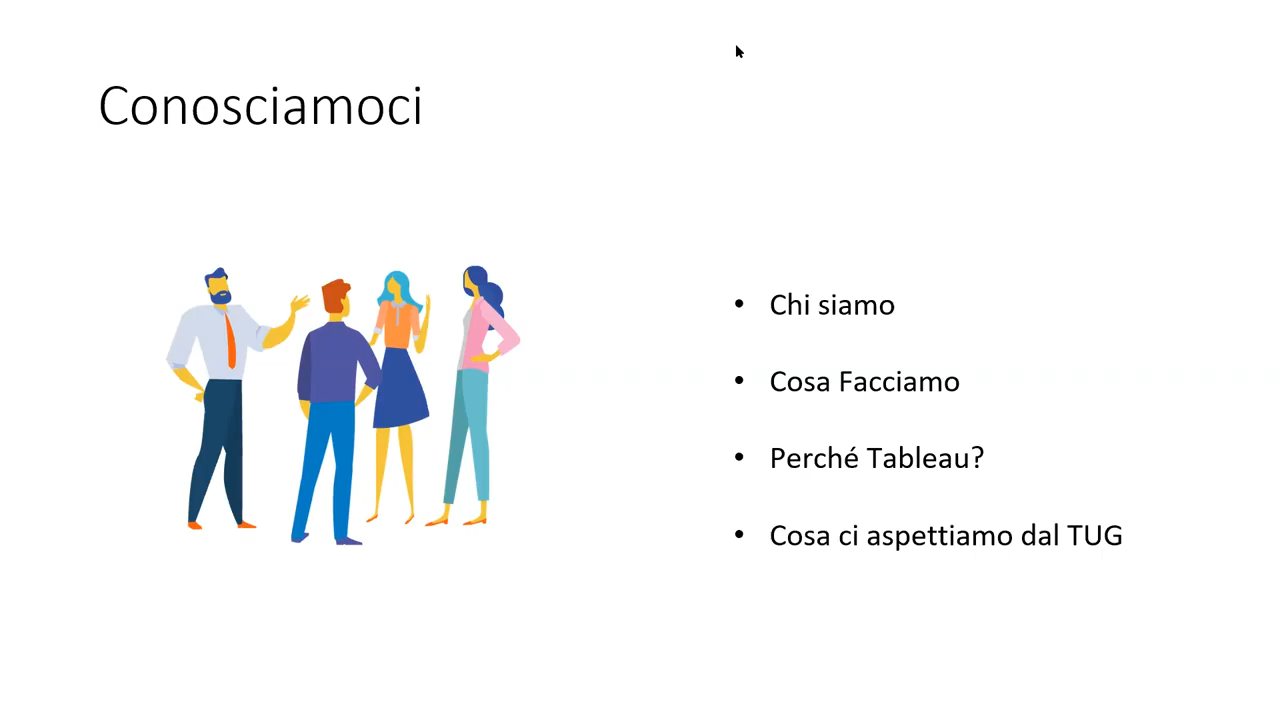 Conosciamoci
• Chi siamo
• Cosa Facciamo
• Perché Tableau?
• Cosa ci aspettiamo dal TUG